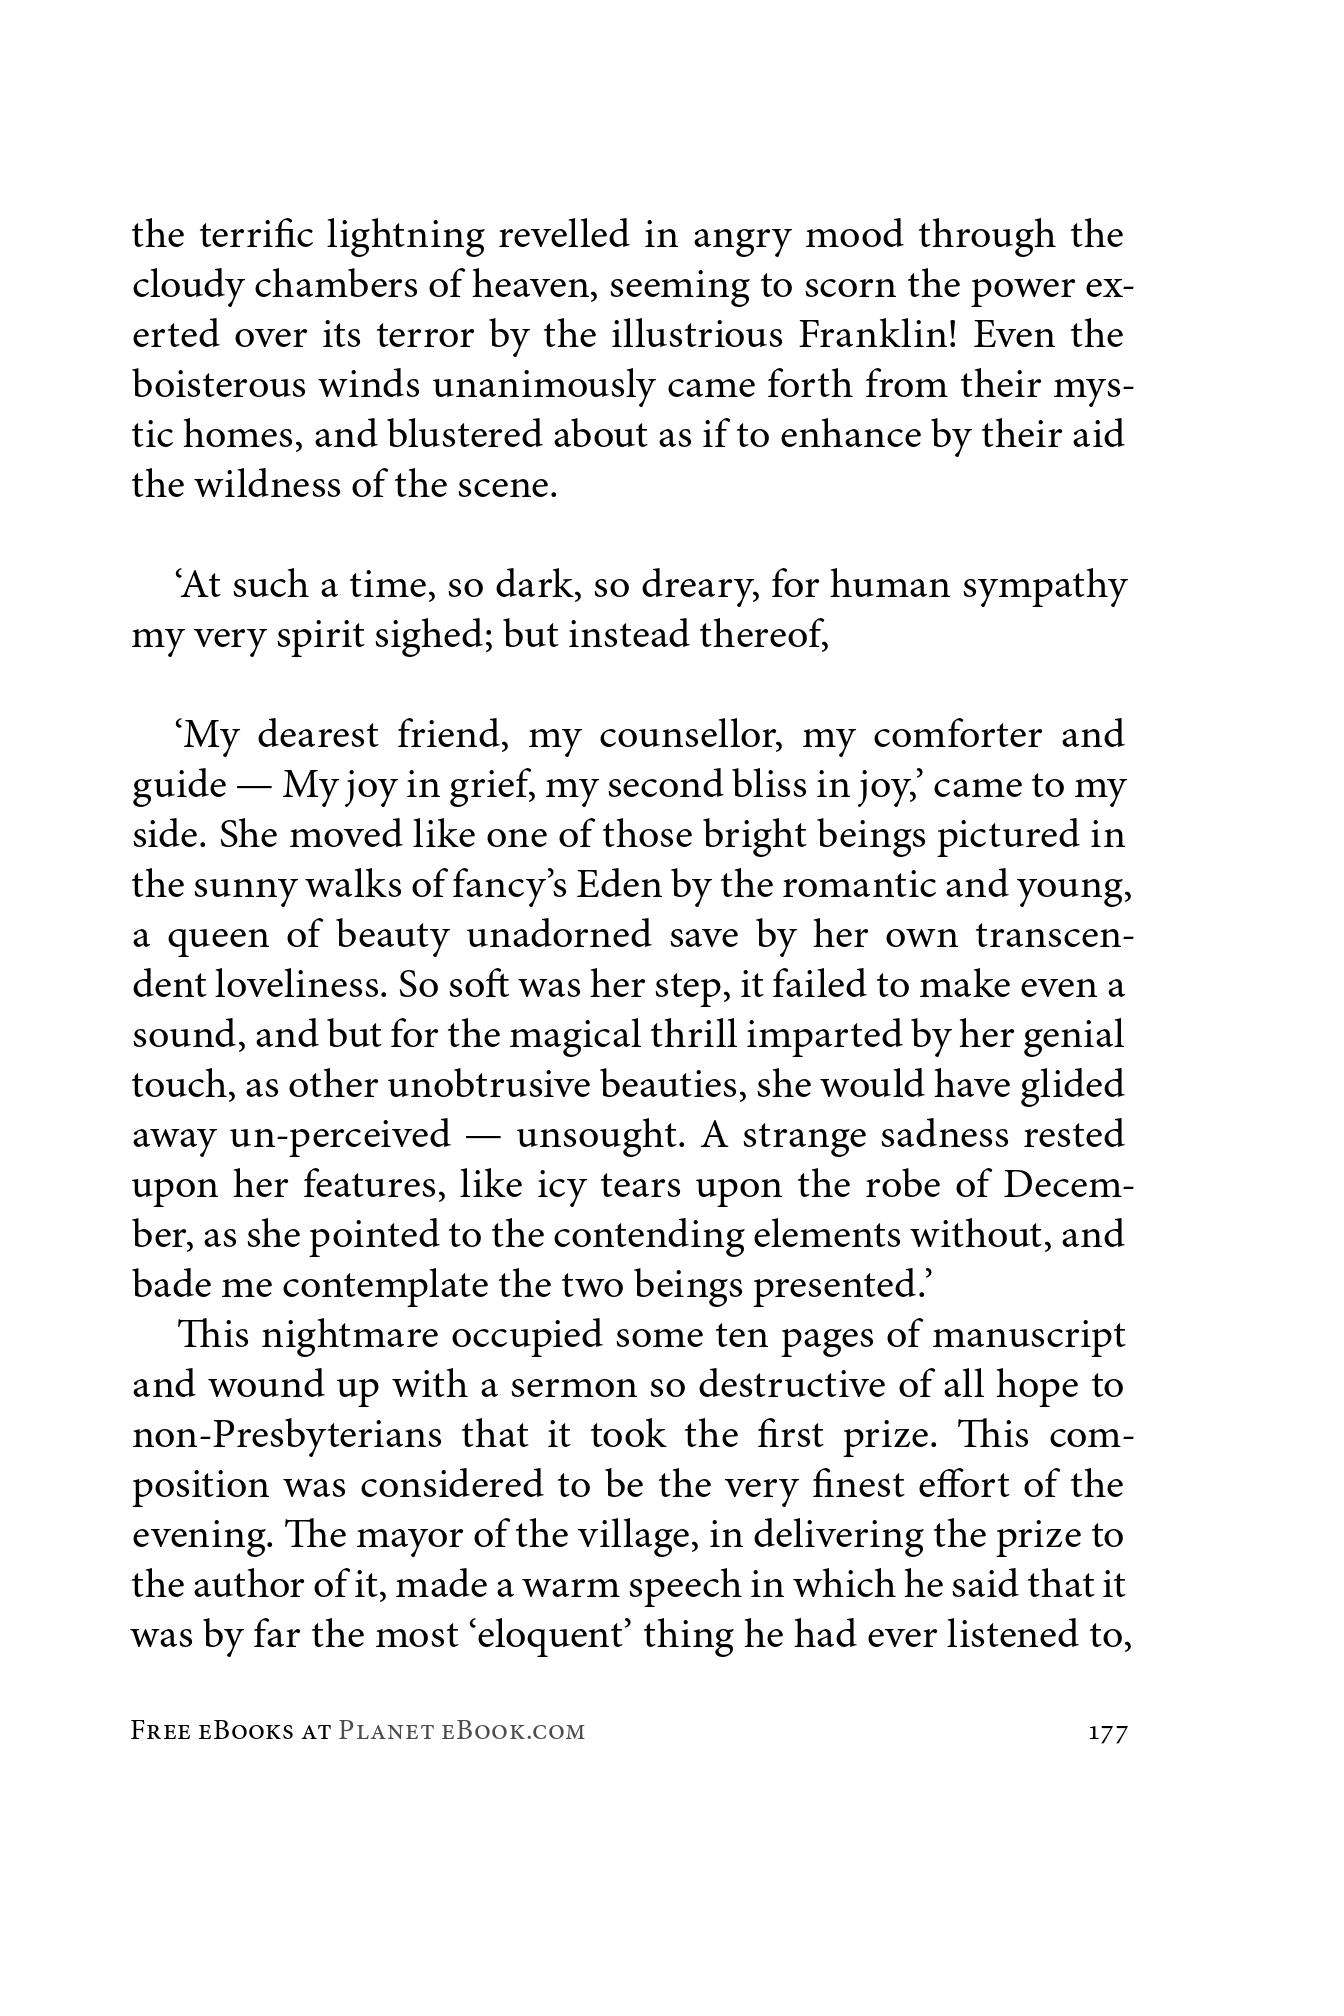 the terrific lightning revelled in angry mood through the
cloudy chambers of heaven, seeming to scorn the power ex-
erted over its terror by the illustrious Franklin! Even the
boisterous winds unanimously came forth from their mys-
tic homes, and blustered about as if to enhance by their aid
the wildness of the scene.
‘At such a time, so dark, so dreary, for human sympathy
my very spirit sighed; but instead thereof,
‘My dearest friend, my counsellor, my comforter and
guide — My joy in grief, my second bliss in joy,’ came to my
side. She moved like one of those bright beings pictured in
the sunny walks of fancy’s Eden by the romantic and young,
a queen of beauty unadorned save by her own transcen-
dent loveliness. So soft was her step, it failed to make even a
sound, and but for the magical thrill imparted by her genial
touch, as other unobtrusive beauties, she would have glided
away un-perceived — unsought. A strange sadness rested
upon her features, like icy tears upon the robe of Decem-
ber, as she pointed to the contending elements without, and
bade me contemplate the two beings presented.’
This nightmare occupied some ten pages of manuscript
and wound up with a sermon so destructive of all hope to
non-Presbyterians that it took the first prize. This com-
position was considered to be the very finest effort of the
evening. The mayor of the village, in delivering the prize to
the author of it, made a warm speech in which he said that it
was by far the most ‘eloquent’ thing he had ever listened to,
Free eBooks at Planet eBook.com 177